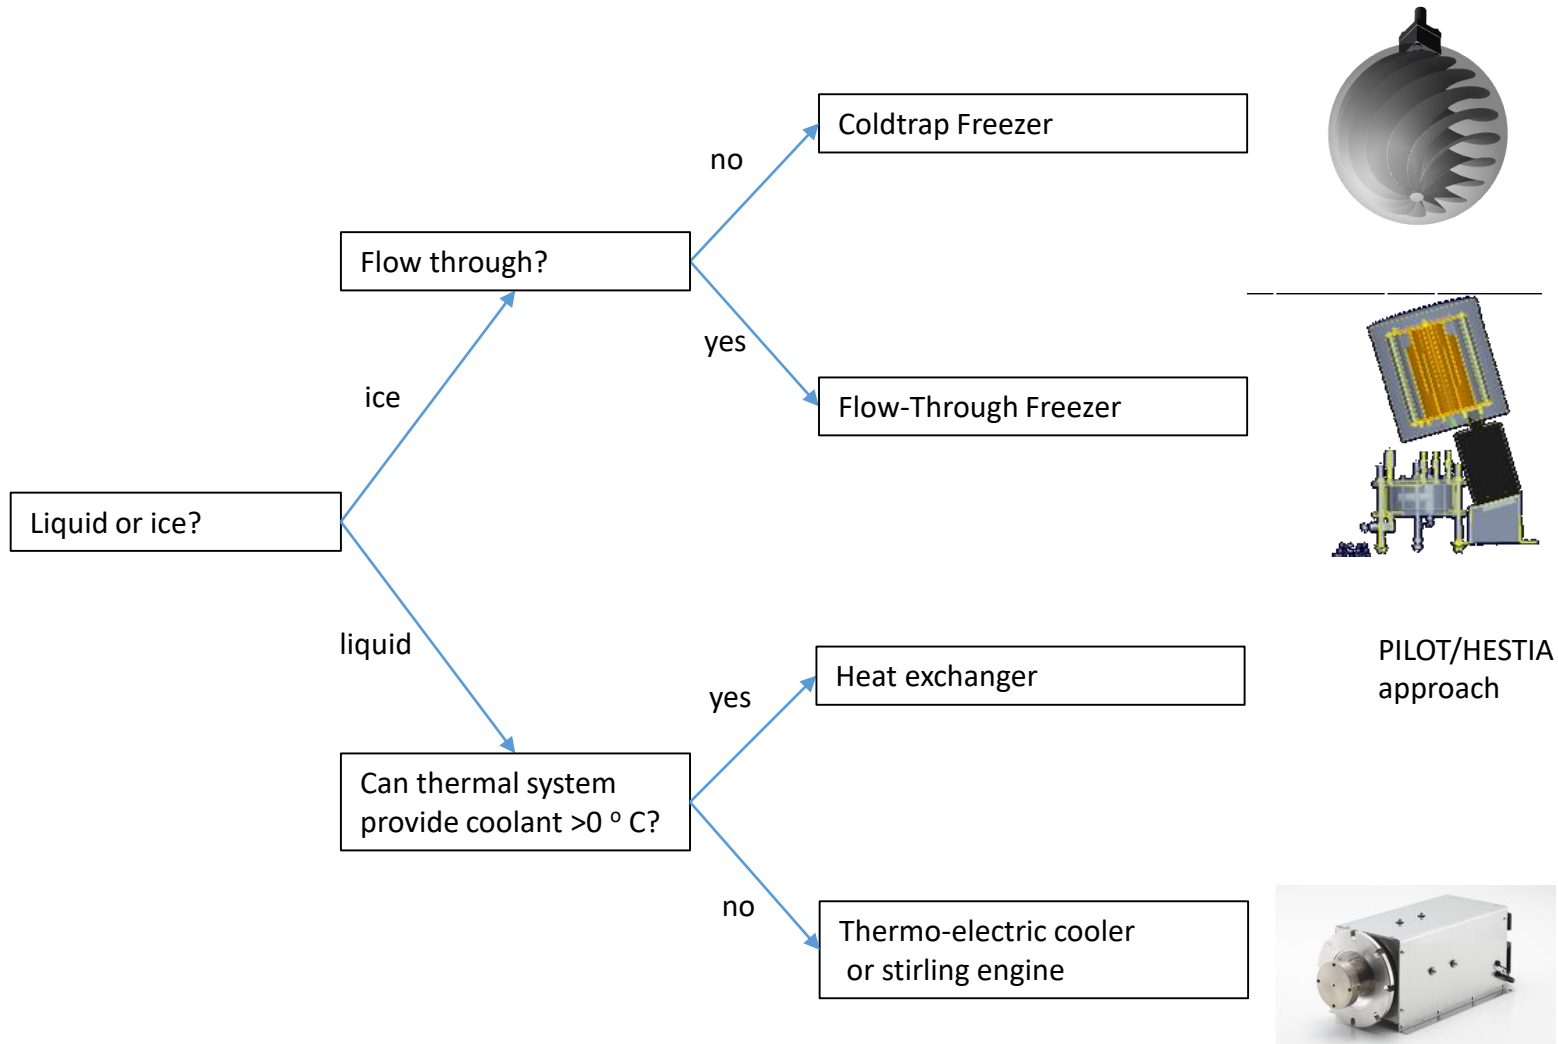 Coldtrap Freezer
no
Flow through?
yes
Flow-Through Freezer
ice
Liquid or ice?
liquid
Heat exchanger
PILOT/HESTIA
approach
yes
Can thermal system
provide coolant >0 ° C?
no
Thermo-electric cooler
or stirling engine